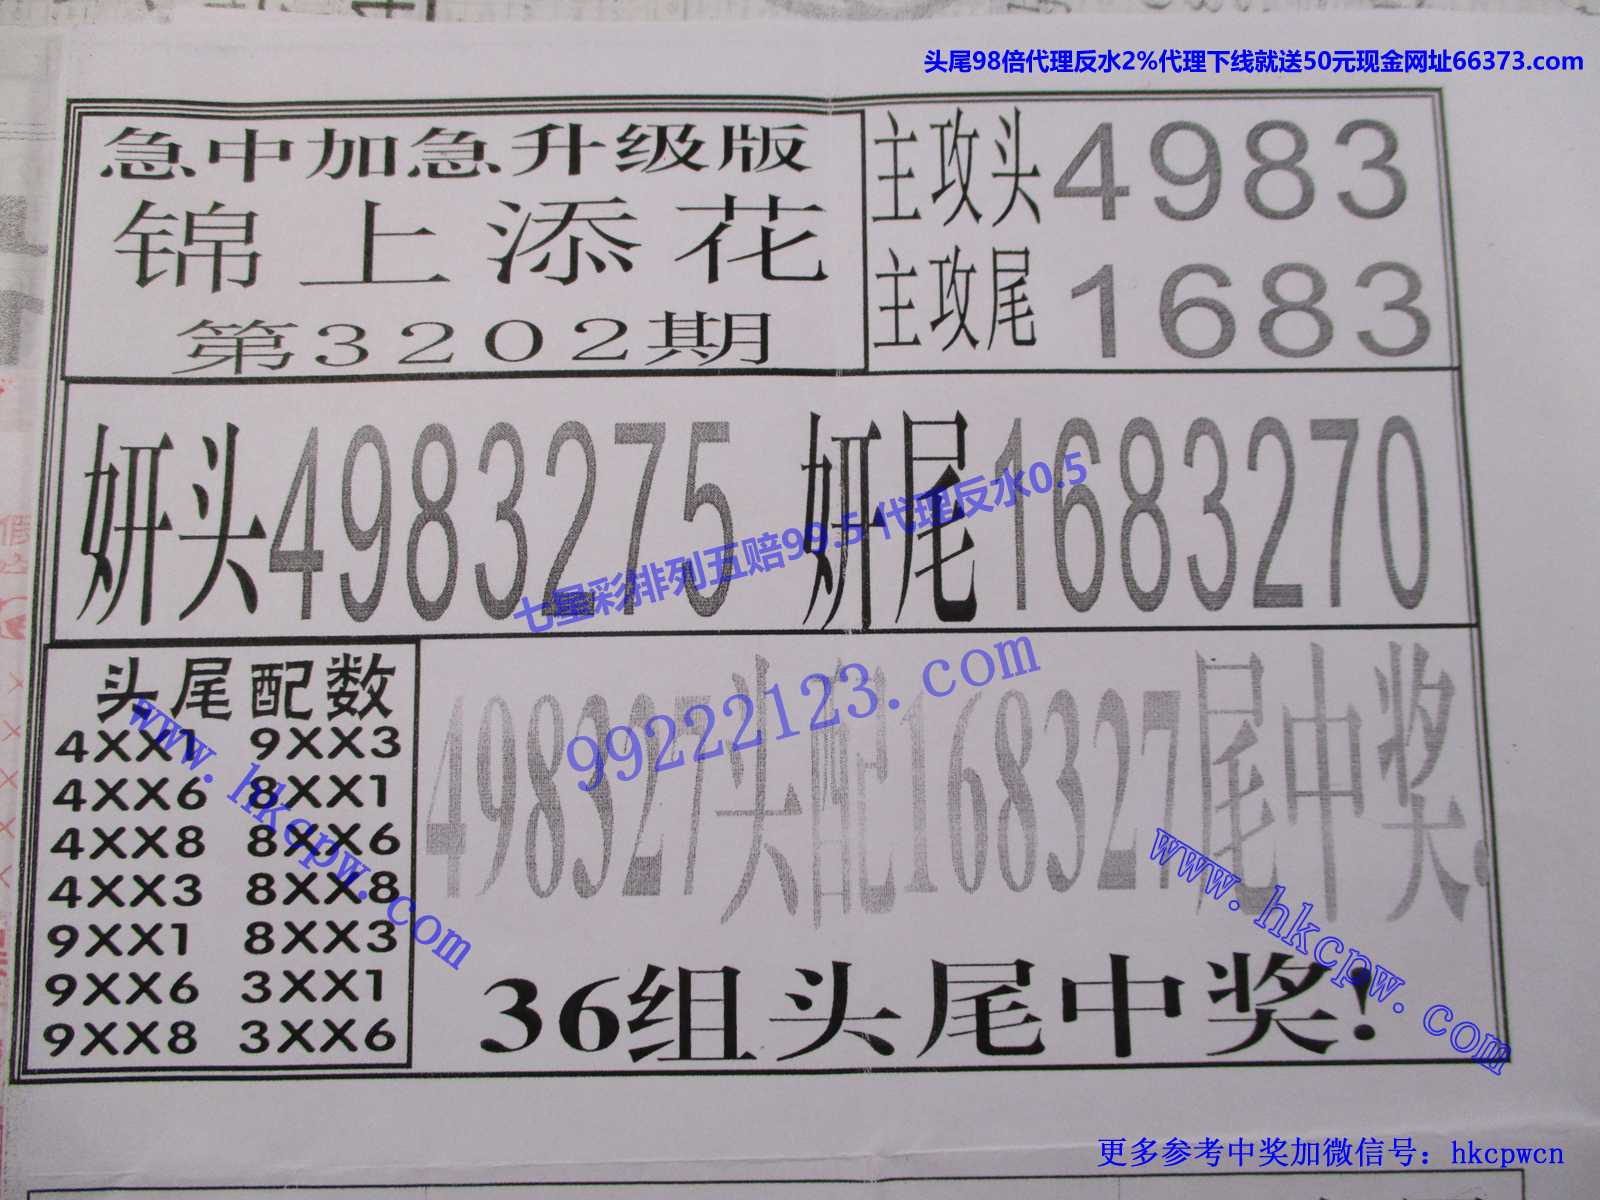 头尾98倍代理反水2%代理下线就送50元现金网址66373.com
急中加急升级版
锦上添花
第3202期
主攻头4983
主攻尾1683
妍头4983275 妍尾1683270
七星彩排列五赔99.5 代理反水0.5
99222123.com
头尾配数
4XX1 9XX3
4XX6 8XX1
4XX8 8XX6
4XX3 8XX8
9XX1 8XX3
9XX6 3XX1
9XX8 3XX6
www.hkcpw.com
498327头配168327尾中奖.
www.hkcpw.com
36组头尾中奖!
更多参考中奖加微信号：hkcpwcn